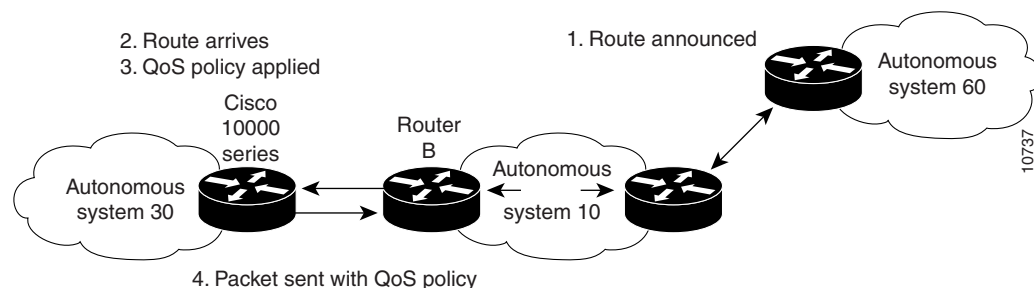 2. Route arrives
3. QoS policy applied
1. Route announced
Cisco
10000
series
Router
B
Autonomous
system 60
Autonomous
system 30
Autonomous
system 10
10737
4. Packet sent with QoS policy